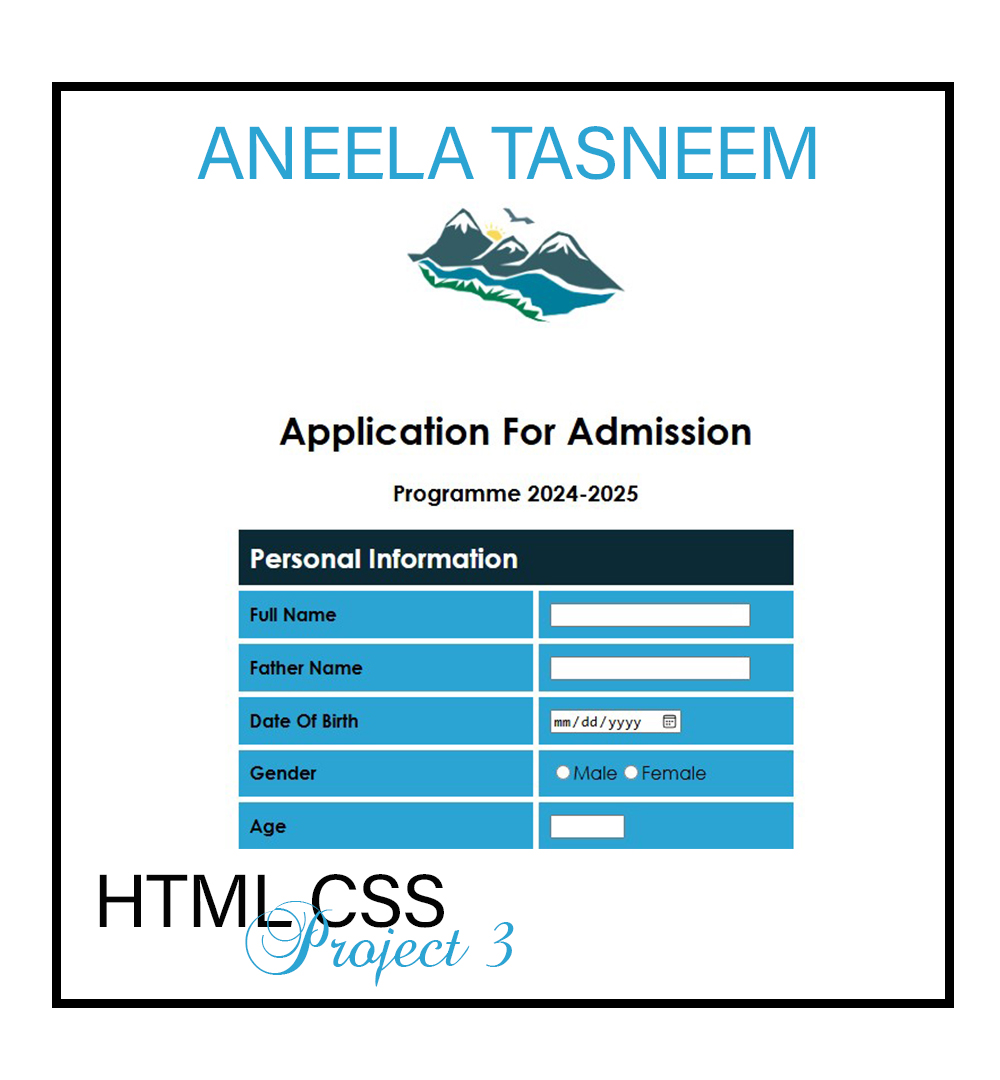 ANEELA TASNEEM
Application For Admission
Programme 2024-2025
Personal Information
Full Name
Father Name
Date Of Birth mm/dd/yyyy
Gender Male Female
Age
HTML CSS
Project 3